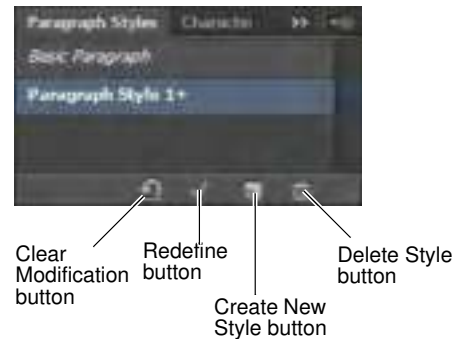 Paragraph Styles Character
Basic Paragraph
Paragraph Style 1+
Clear
Modification
button
Redefine
button
Create New
Style button
Delete Style
button